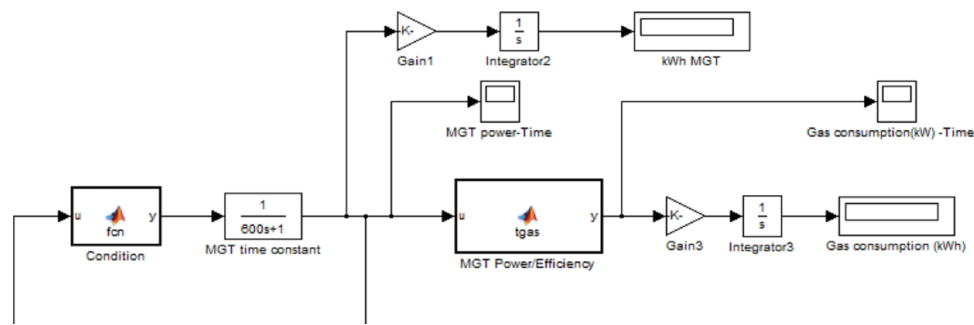 K-
Gain1
1
s
Integrator2
kWh MGT
MGT power-Time
Gas consumption(kW) -Time
u
fcn
y
Condition
1
600s+1
MGT time constant
u
tgas
y
MGT Power/Efficiency
K-
Gain3
1
s
Integrator3
Gas consumption (kWh)